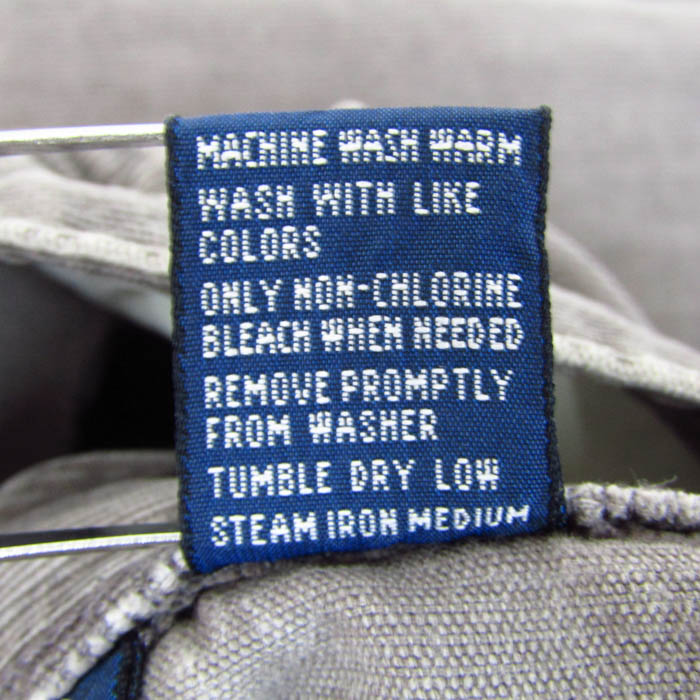 MACHINE WASH WARM
WASH WITH LIKE
COLORS
ONLY NON-CHLORINE
BLEACH WHEN NEEDED
REMOVE PROMPTLY
FROM WASHER
TUMBLE DRY LOW
STEAM IRON MEDIUM